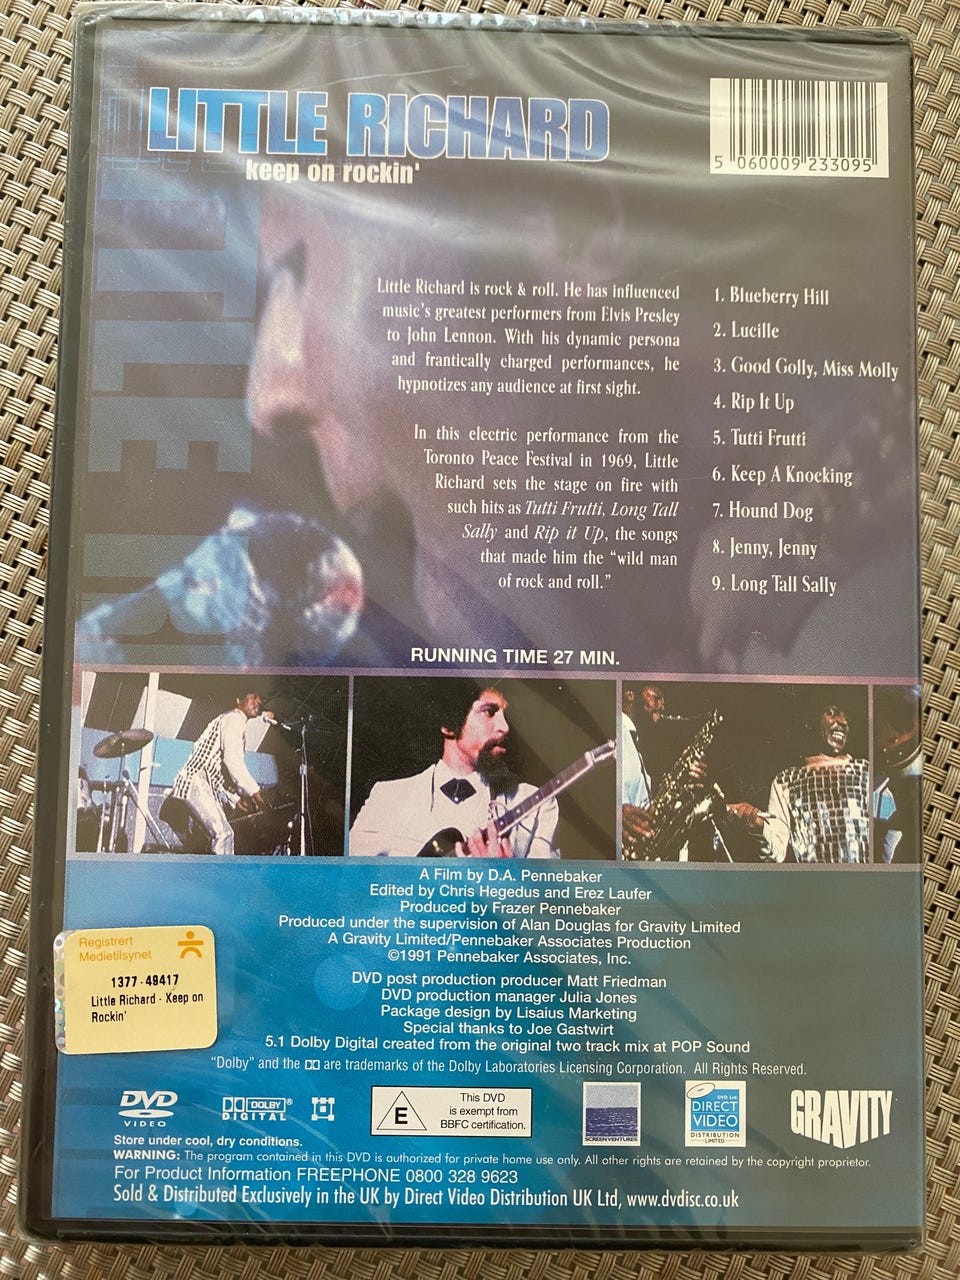 LITTLE RICHARD
keep on rockin'
5 060009 233095
Little Richard is rock & roll. He has influenced
music's greatest performers from Elvis Presley
to John Lennon. With his dynamic persona
and frantically charged performances, he
hypnotizes any audience at first sight.
In this electric performance from the
Toronto Peace Festival in 1969, Little
Richard sets the stage on fire with
such hits as Tutti Frutti, Long Tall
Sally and Rip it Up, the songs
that made him the "wild man
of rock and roll."
1. Blueberry Hill
2. Lucille
3. Good Golly, Miss Molly
4. Rip It Up
5. Tutti Frutti
6. Keep A Knocking
7. Hound Dog
8. Jenny, Jenny
9. Long Tall Sally
RUNNING TIME 27 MIN.
A Film by D.A. Pennebaker
Edited by Chris Hegedus and Erez Laufer
Produced by Frazer Pennebaker
Produced under the supervision of Alan Douglas for Gravity Limited
A Gravity Limited/Pennebaker Associates Production
©1991 Pennebaker Associates, Inc.
Registrert
Medietilsynet
1377-49417
Little Richard - Keep on
Rockin'
DVD post production producer Matt Friedman
DVD production manager Julia Jones
Package design by Lisaius Marketing
Special thanks to Joe Gastwirt
5.1 Dolby Digital created from the original two track mix at POP Sound
"Dolby" and the are trademarks of the Dolby Laboratories Licensing Corporation. All Rights Reserved.
DVD
VIDEO
DOLBY®
DIGITAL
E
This DVD
is exempt from
BBFC certification.
SCREEN VENTURES
DVD Ltd
DIRECT
VIDEO
DISTRIBUTION
LIMITED
GRAVITY
Store under cool, dry conditions.
WARNING: The program contained in this DVD is authorized for private home use only. All other rights are retained by the copyright proprietor.
For Product Information FREEPHONE 0800 328 9623
Sold & Distributed Exclusively in the UK by Direct Video Distribution UK Ltd, www.dvdisc.co.uk